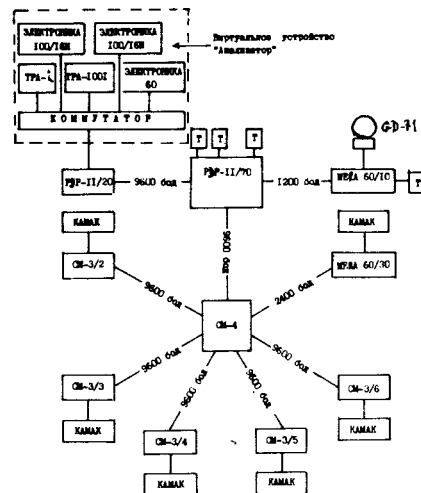 ЭЛЕКТРОНИКА
100/16И
ЭЛЕКТРОНИКА
100/16И
Виртуальное устройство
"Анализатор"
ТРА-i
ТРА-1001
ЭЛЕКТРОНИКА
60
КОММУТАТОР
Т
Т
Т
GD-71
PDP-11/20
9600 бод
PDP-11/70
1200 бод
МЕРА 60/10
Т
КАМАК
КАМАК
СМ-3/2
9600 бод
МЕРА 60/30
9600 бод
2400 бод
СМ-4
СМ-3/3
9600 бод
9600 бод
СМ-3/6
9600 бод
9600 бод
КАМАК
КАМАК
СМ-3/4
СМ-3/5
КАМАК
КАМАК